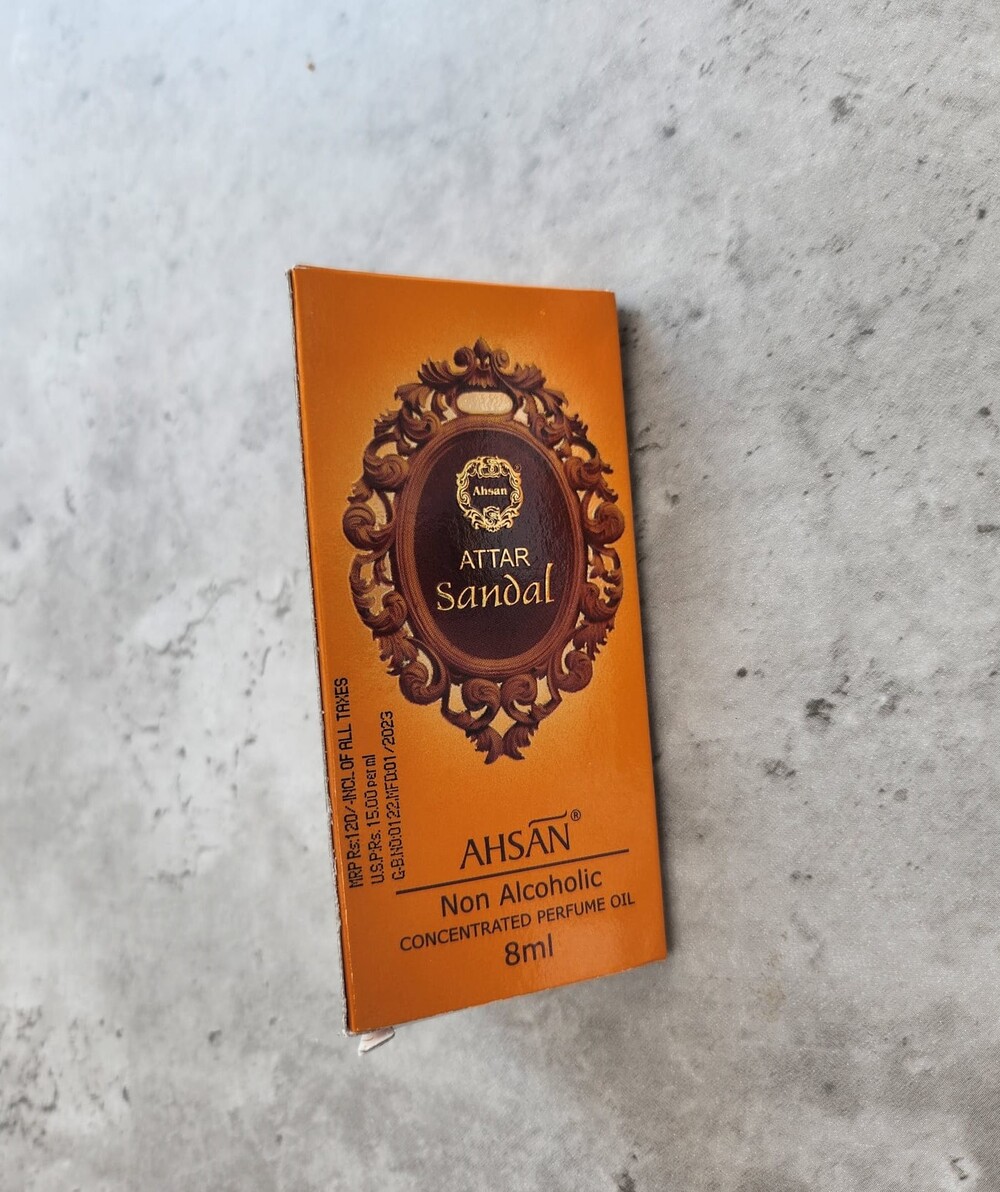 Ahsan
ATTAR
Sandal
MRP Rs:120/-INCL OF ALL TAXES
U.S.P:Rs. 15.00 per ml
G-B.NO:0122,MFD:01/2023
AHSAN®
Non Alcoholic
CONCENTRATED PERFUME OIL
8ml